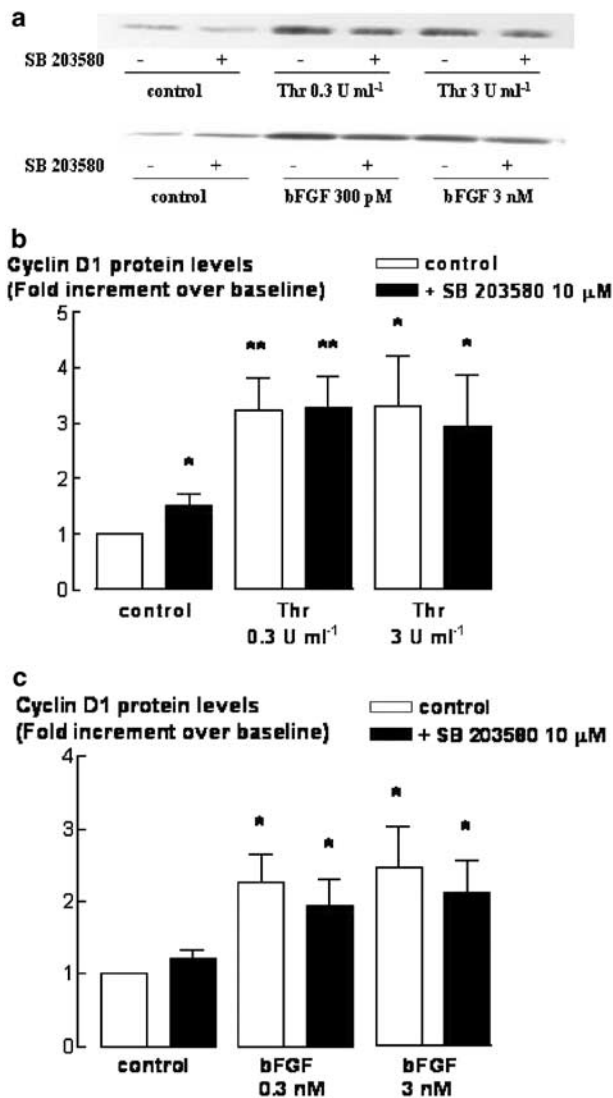 a
SB 203580 - + - + - +
control Thr 0.3 U ml-1 Thr 3 U ml-1
SB 203580 - + - + - +
control bFGF 300 pM bFGF 3 nM
b
Cyclin D1 protein levels
(Fold increment over baseline)
control
+ SB 203580 10 µM
5
4
3
2
1
0
*
**
**
*
*
control Thr Thr
0.3 U ml-1 3 U ml-1
c
Cyclin D1 protein levels
(Fold increment over baseline)
control
+ SB 203580 10 µM
4
3
2
1
0
*
*
*
*
control bFGF bFGF
0.3 nM 3 nM